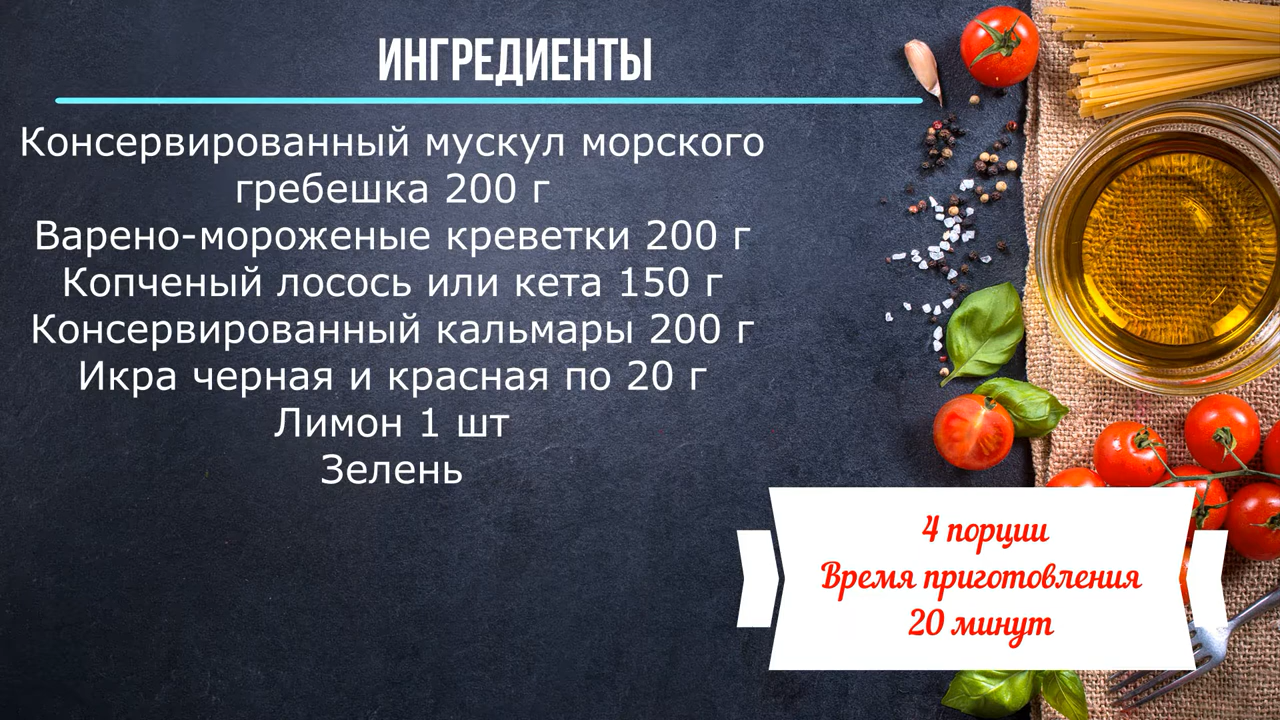 ИНГРЕДИЕНТЫ
Консервированный мускул морского
гребешка 200 г
Варено-мороженые креветки 200 г
Копченый лосось или кета 150 г
Консервированный кальмары 200 г
Икра черная и красная по 20 г
Лимон 1 шт
Зелень
4 порции
Время приготовления
20 минут